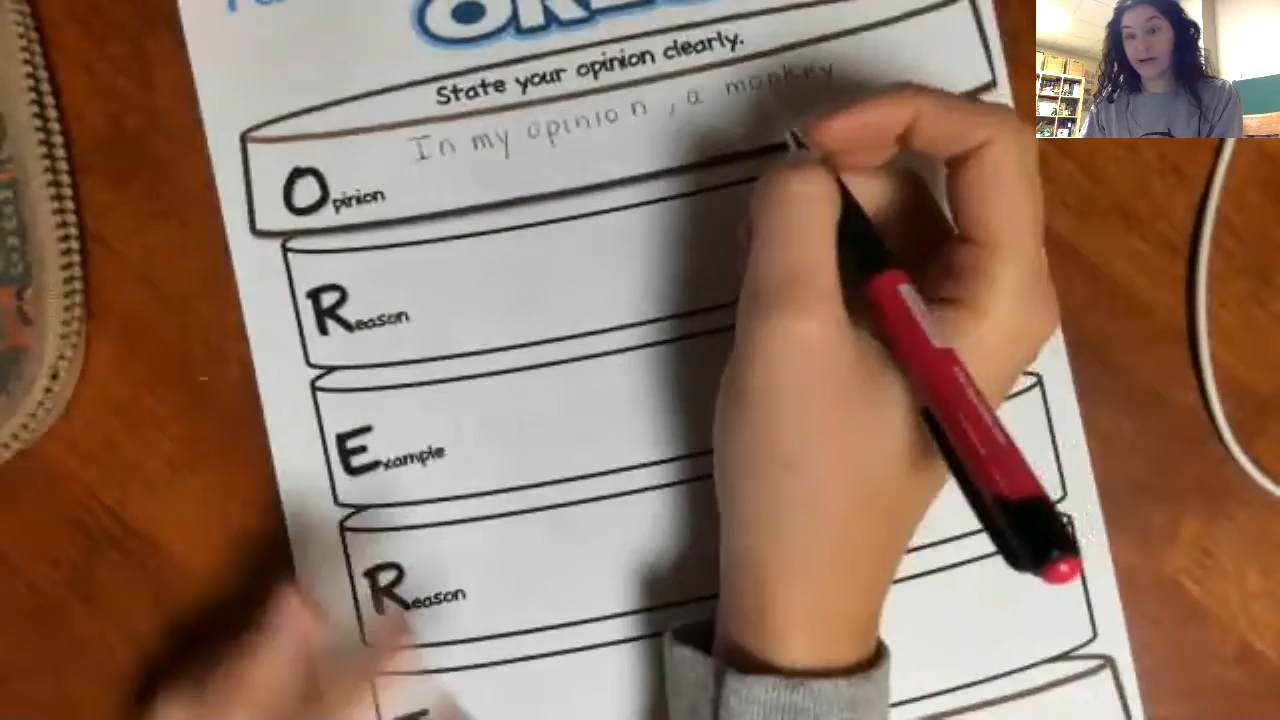 State your opinion clearly.
In my opinion, a monkey
Opinion
Reason
Example
Reason